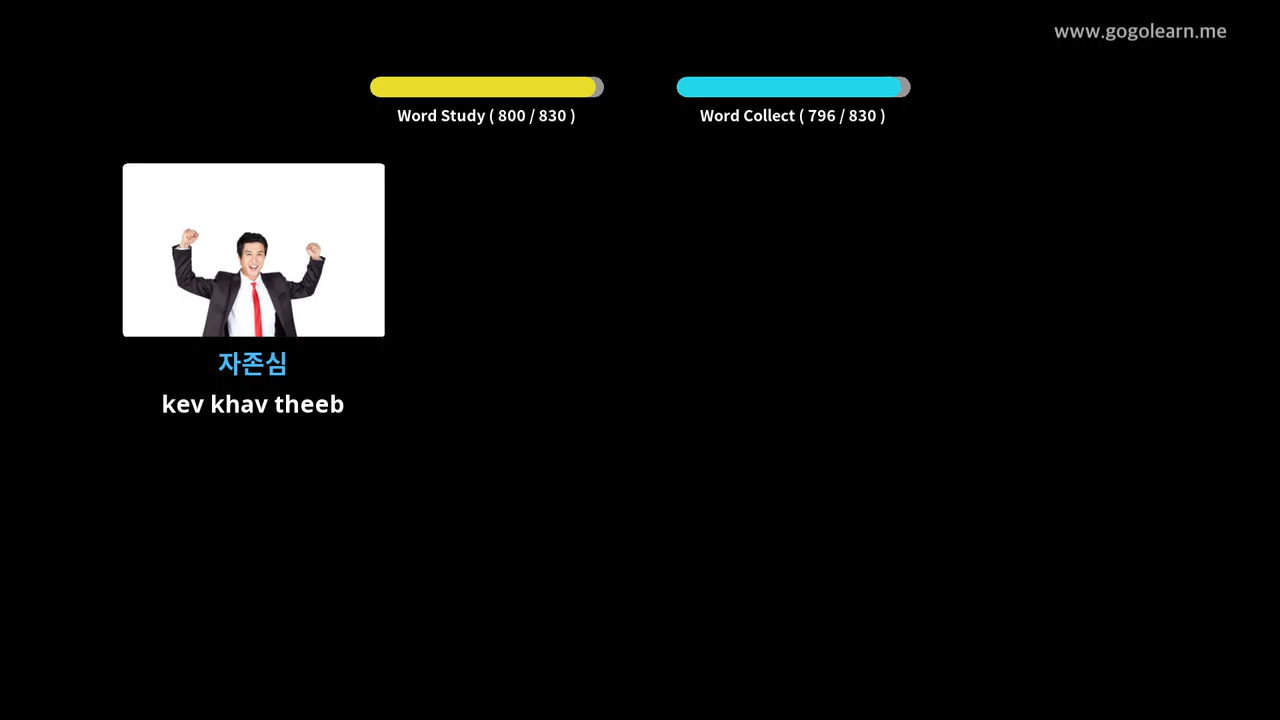 www.gogolearn.me
Word Study ( 800 / 830 )
Word Collect ( 796 / 830 )
자존심
kev khav theeb